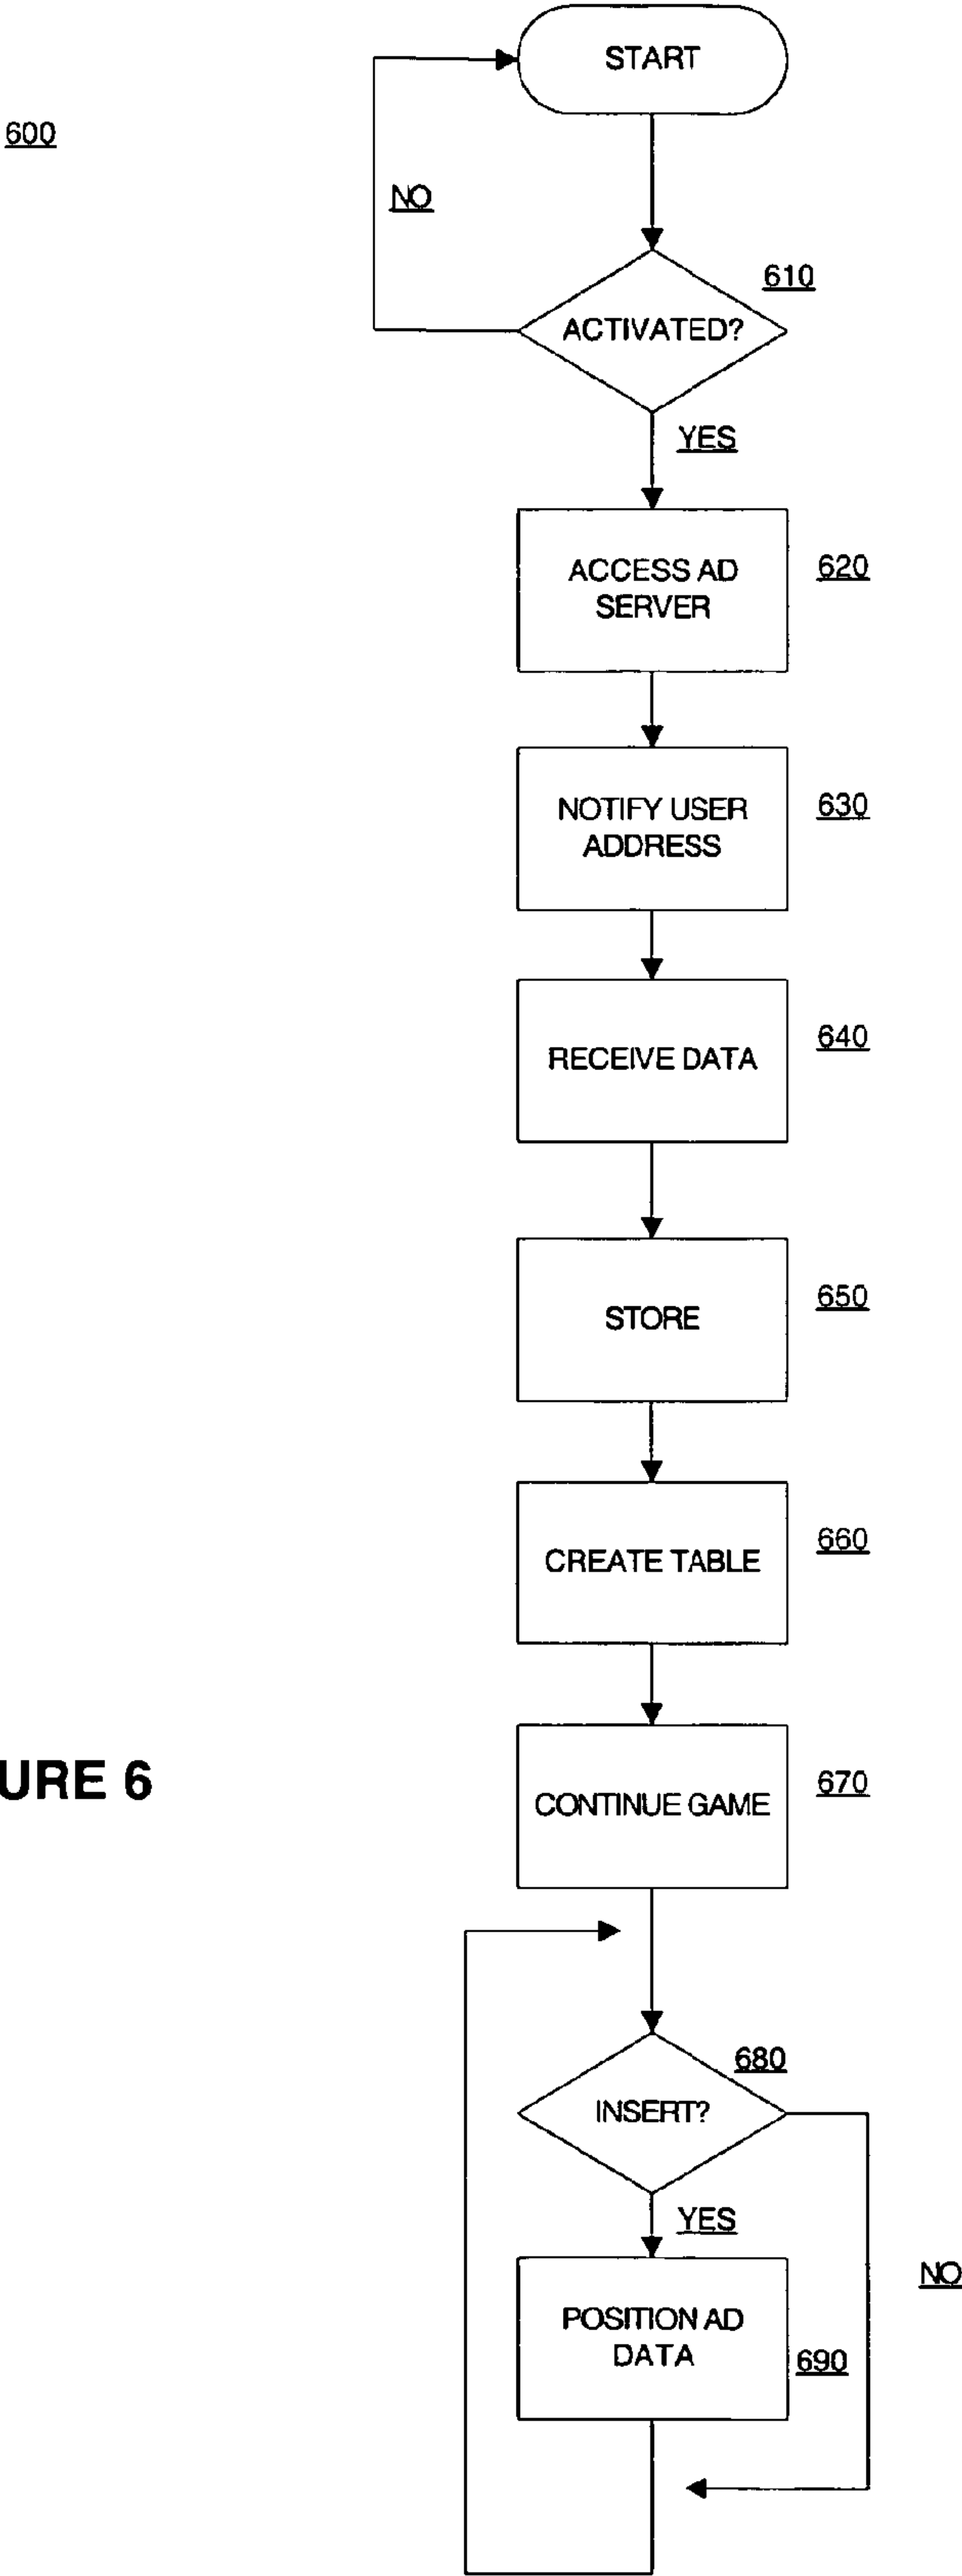 START
600
NO
610
ACTIVATED?
YES
ACCESS AD
SERVER
620
NOTIFY USER
ADDRESS
630
RECEIVE DATA
640
STORE
650
CREATE TABLE
660
URE 6
CONTINUE GAME
670
680
INSERT?
YES
NO
POSITION AD
DATA
690